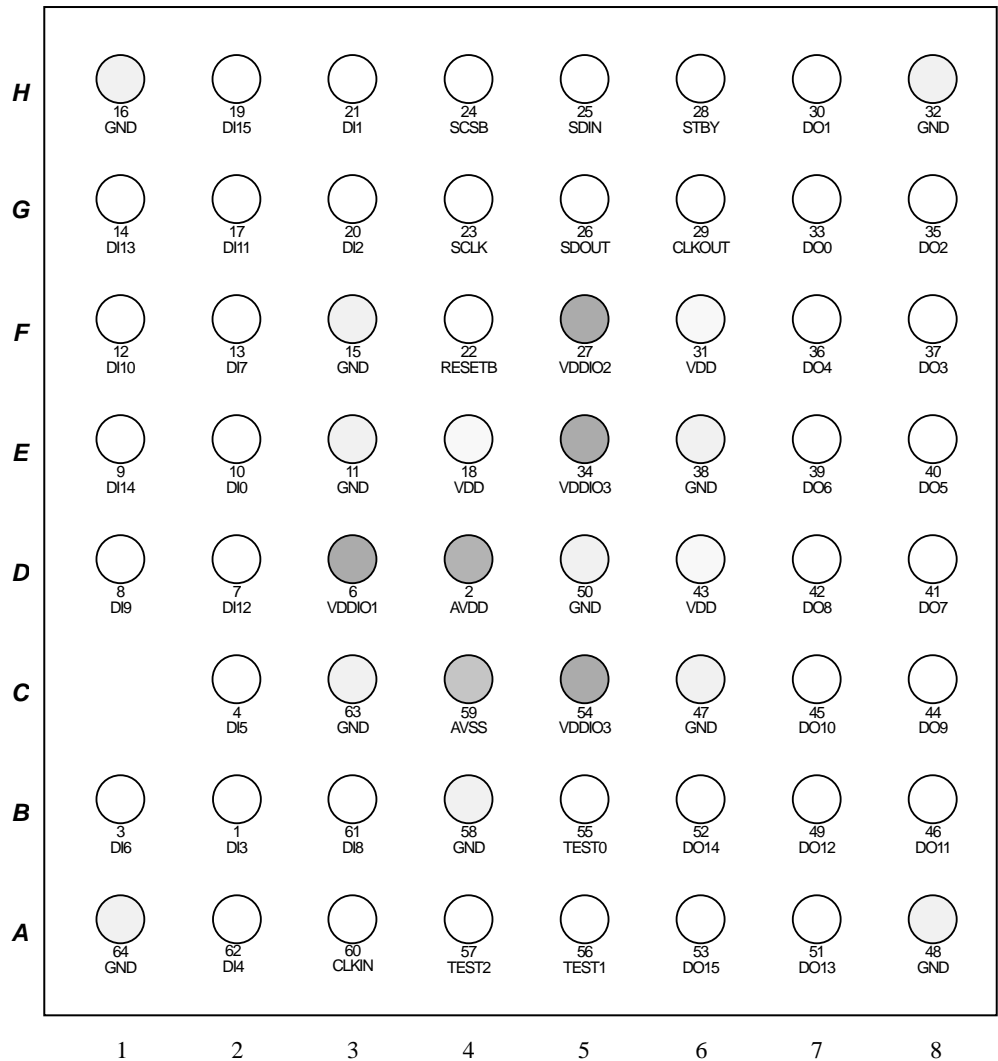 H
16 19 21 24 25 28 30 32
GND DI15 DI1 SCSB SDIN STBY DO1 GND
G
14 17 20 23 26 29 33 35
DI13 DI11 DI2 SCLK SDOUT CLKOUT DO0 DO2
F
12 13 15 22 27 31 36 37
DI10 DI7 GND RESETB VDDIO2 VDD DO4 DO3
E
9 10 11 18 34 38 39 40
DI14 DI0 GND VDD VDDIO3 GND DO6 DO5
D
8 7 6 2 50 43 42 41
DI9 DI12 VDDIO1 AVDD GND VDD DO8 DO7
C
4 63 59 54 47 45 44
DI5 GND AVSS VDDIO3 GND DO10 DO9
B
3 1 61 58 55 52 49 46
DI6 DI3 DI8 GND TEST0 DO14 DO12 DO11
A
64 62 60 57 56 53 51 48
GND DI4 CLKIN TEST2 TEST1 DO15 DO13 GND
1 2 3 4 5 6 7 8